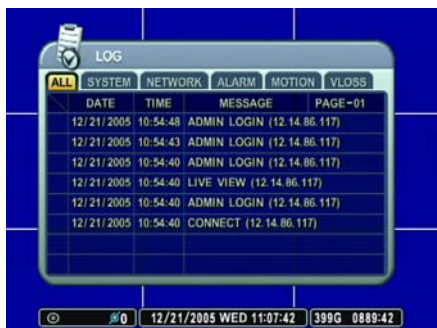 LOG
ALL SYSTEM NETWORK ALARM MOTION VLOSS
DATE TIME MESSAGE PAGE-01
12/21/2005 10:54:48 ADMIN LOGIN (12.14.86.117)
12/21/2005 10:54:43 ADMIN LOGIN (12.14.86.117)
12/21/2005 10:54:40 ADMIN LOGIN (12.14.86.117)
12/21/2005 10:54:40 LIVE VIEW (12.14.86.117)
12/21/2005 10:54:40 ADMIN LOGIN (12.14.86.117)
12/21/2005 10:54:40 CONNECT (12.14.86.117)
0 12/21/2005 WED 11:07:42 399G 0889:42